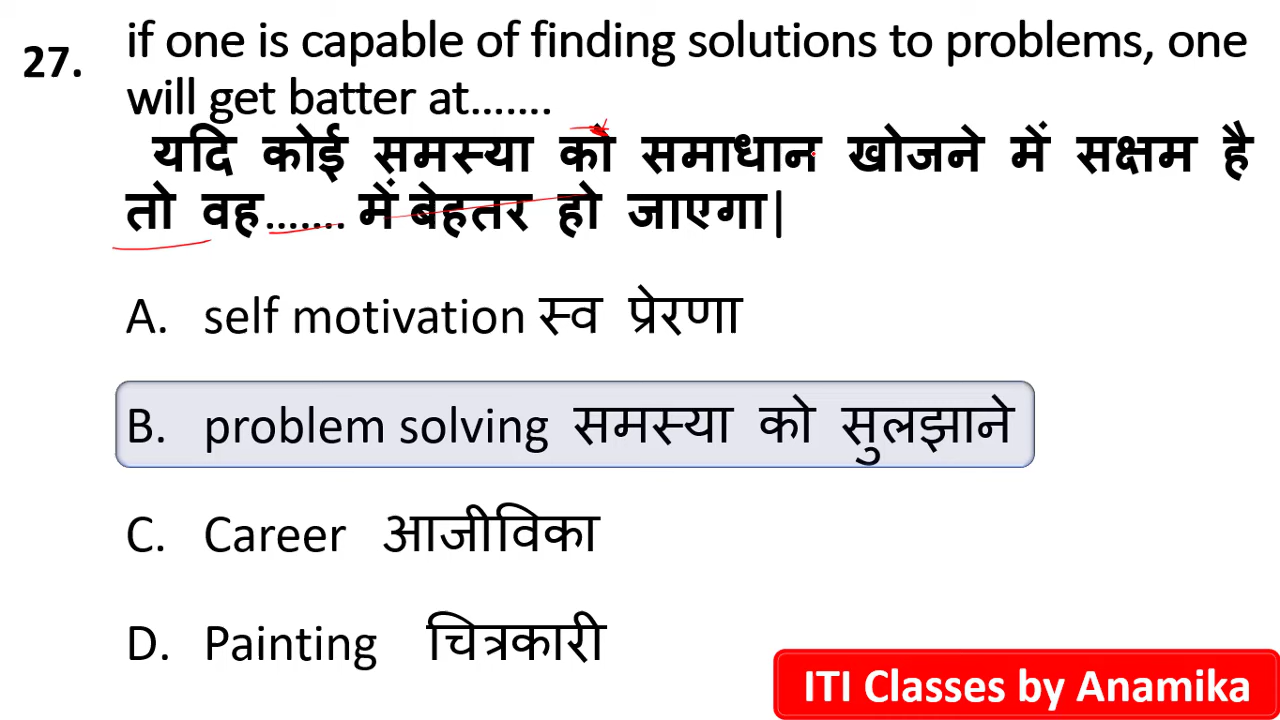 27. if one is capable of finding solutions to problems, one
will get batter at.......
यदि कोई समस्या को समाधान खोजने में सक्षम है
तो वह....... में बेहतर हो जाएगा|
A. self motivation स्व प्रेरणा
B. problem solving समस्या को सुलझाने
C. Career आजीविका
D. Painting चित्रकारी
ITI Classes by Anamika